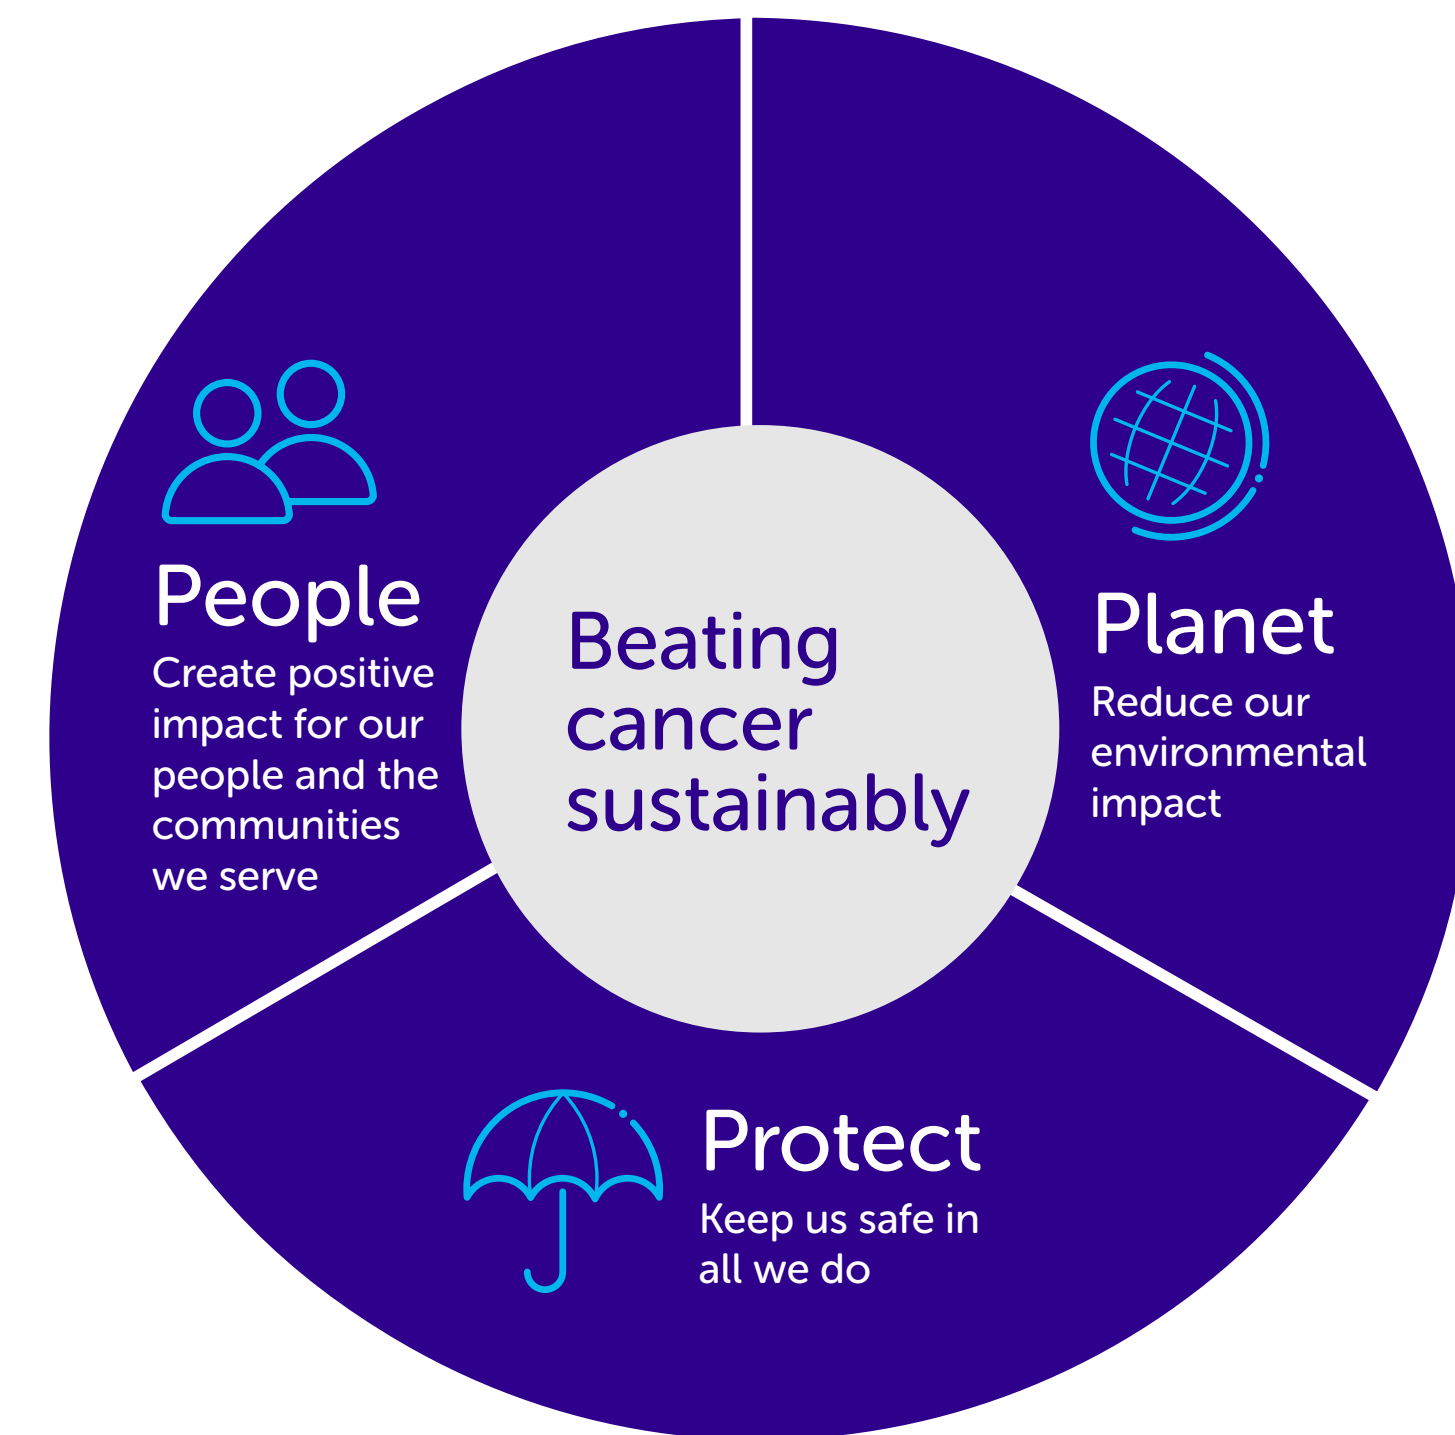 People
Create positive
impact for our
people and the
communities
we serve
Beating
cancer
sustainably
Planet
Reduce our
environmental
impact
Protect
Keep us safe in
all we do